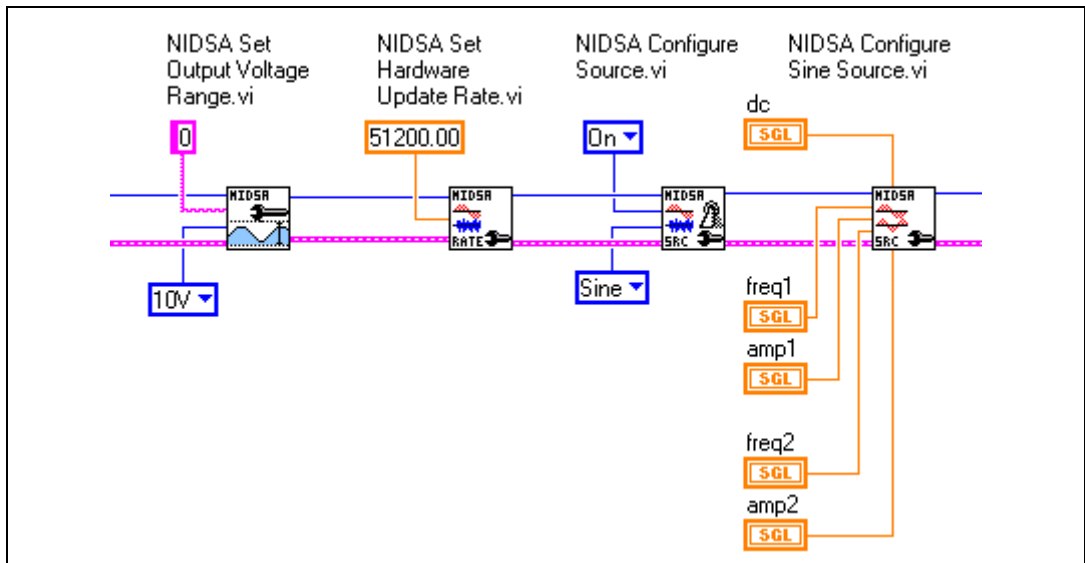 NIDSA Set
Output Voltage
Range.vi
NIDSA Set
Hardware
Update Rate.vi
NIDSA Configure
Source.vi
NIDSA Configure
Sine Source.vi
dc
SGL
0
51200.00
On
NIDSA
NIDSA
RATE
NIDSA
SRC
NIDSA
SRC
10V
Sine
freq1
SGL
amp1
SGL
freq2
SGL
amp2
SGL